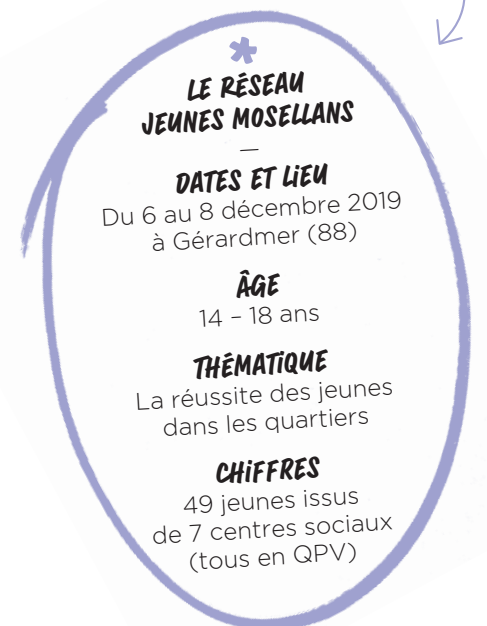 *
LE RÉSEAU
JEUNES MOSELLANS
—
DATES ET LiEU
Du 6 au 8 décembre 2019
à Gérardmer (88)
ÂGE
14 – 18 ans
THÉMATiQUE
La réussite des jeunes
dans les quartiers
CHiFFRES
49 jeunes issus
de 7 centres sociaux
(tous en QPV)